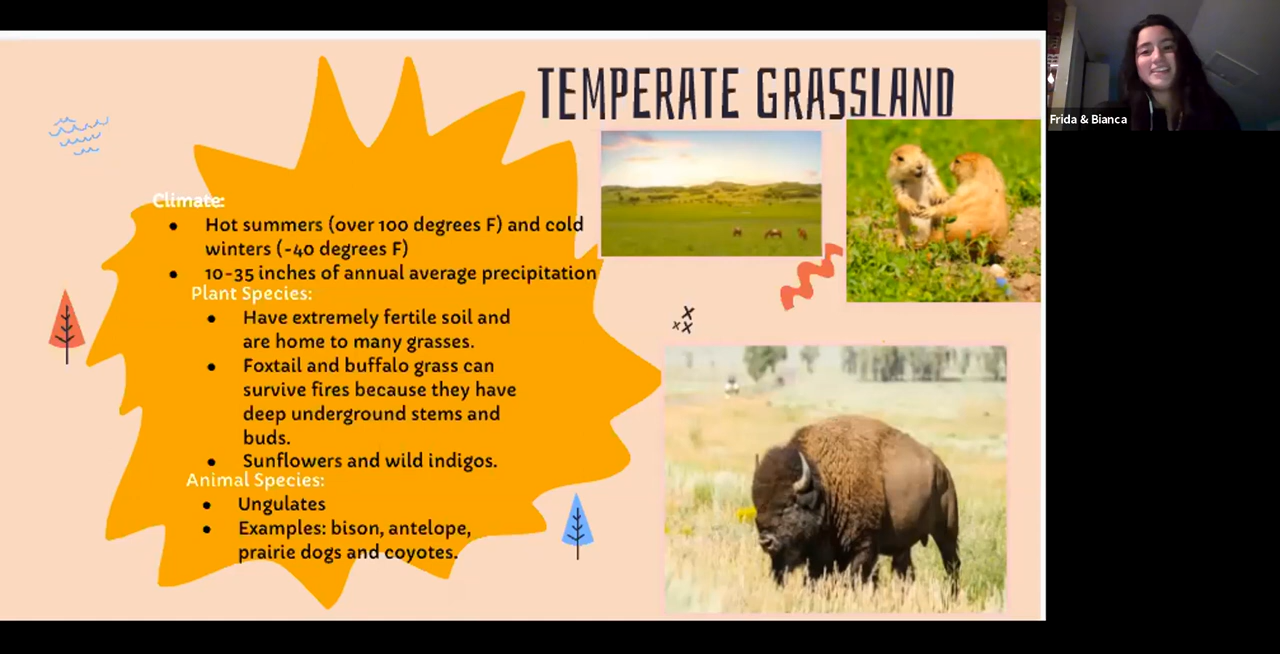 TEMPERATE GRASSLAND
Frida & Bianca
Climate:
● Hot summers (over 100 degrees F) and cold
winters (-40 degrees F)
● 10-35 inches of annual average precipitation
Plant Species:
● Have extremely fertile soil and
are home to many grasses.
● Foxtail and buffalo grass can
survive fires because they have
deep underground stems and
buds.
● Sunflowers and wild indigos.
Animal Species:
● Ungulates
● Examples: bison, antelope,
prairie dogs and coyotes.